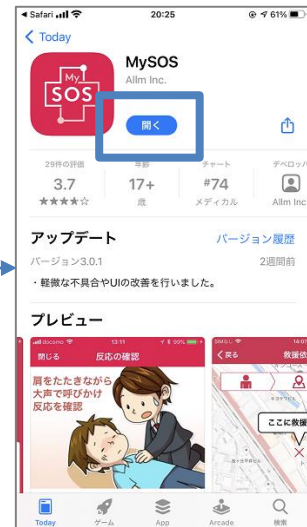 Safari
20:25
61%
Today
My
SOS
MySOS
Allm Inc.
開く
29件の評価
年齢
チャート
デベロッパ
3.7
17+
#74
★★★★☆
歳
メディカル
Allm Inc
アップデート
バージョン履歴
バージョン3.0.1
2週間前
・軽微な不具合やUIの改善を行いました。
プレビュー
docomo
13:11
99%
閉じる
反応の確認
肩をたたきながら
大声で呼びかけ
反応を確認
14:0
戻る
救援依
ここに救援
Today
ゲーム
App
Arcade
検索